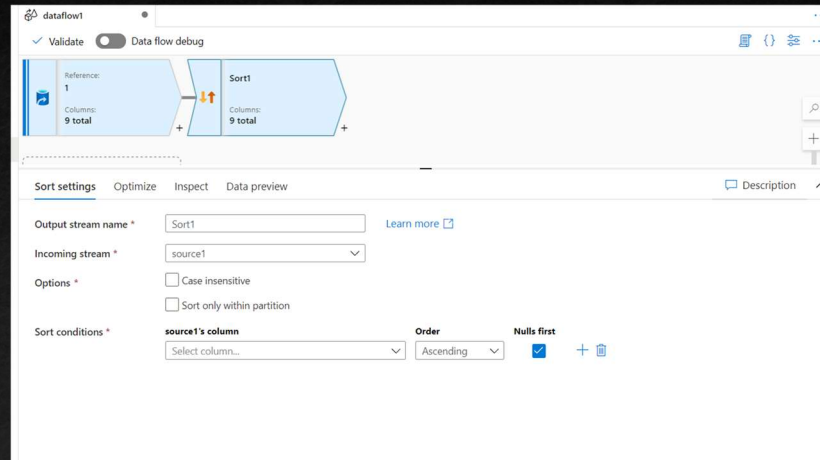 dataflow1
Validate Data flow debug
Reference:
1
Columns:
9 total
Sort1
Columns:
9 total
Sort settings Optimize Inspect Data preview Description
Output stream name * Sort1 Learn more
Incoming stream * source1
Options * Case insensitive
Sort only within partition
Sort conditions * source1's column Order Nulls first
Select column... Ascending